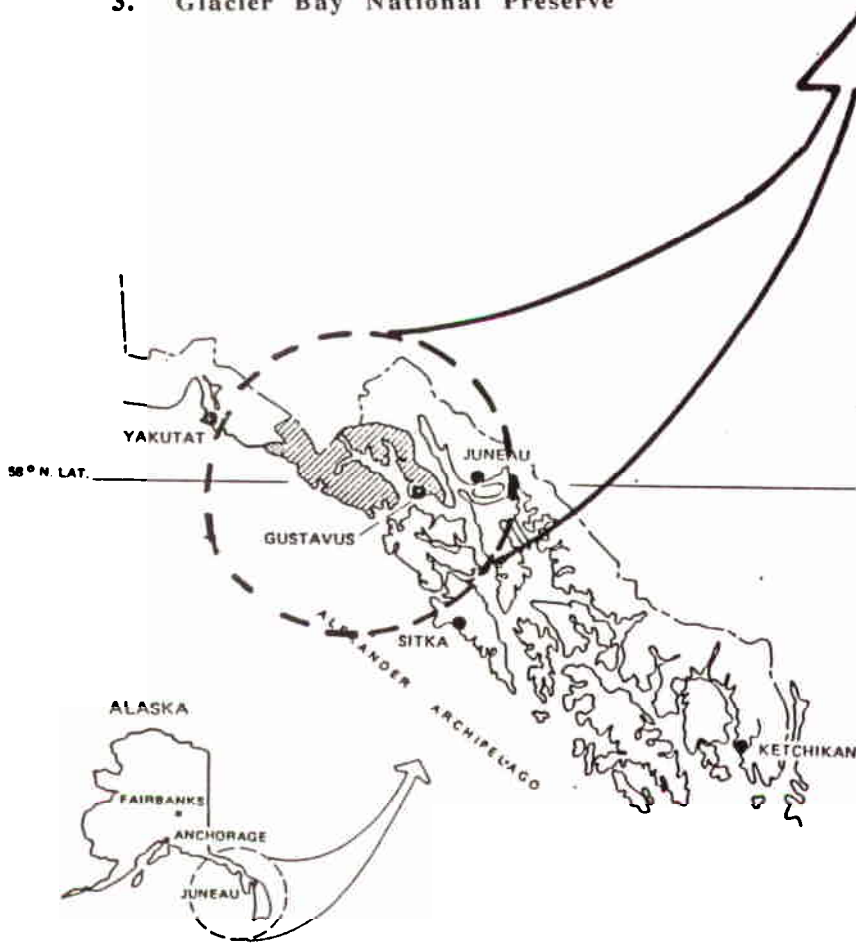 3. Glacier Bay National Preserve
YAKUTAT
58° N. LAT.
JUNEAU
GUSTAVUS
SITKA
ALEXANDER ARCHIPELAGO
KETCHIKAN
ALASKA
FAIRBANKS
ANCHORAGE
JUNEAU